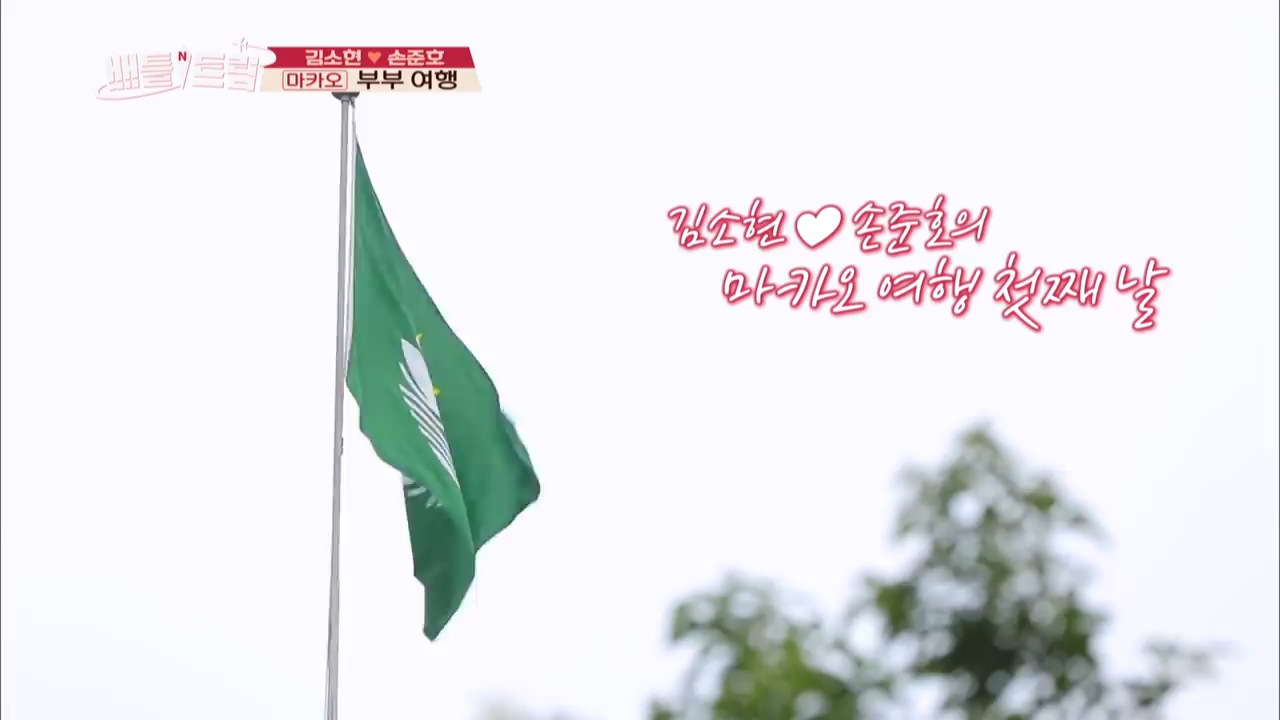 배틀 N 트립
김소현 ♥ 손준호
마카오 부부 여행
김소현 ♥ 손준호의
마카오 여행 첫째 날